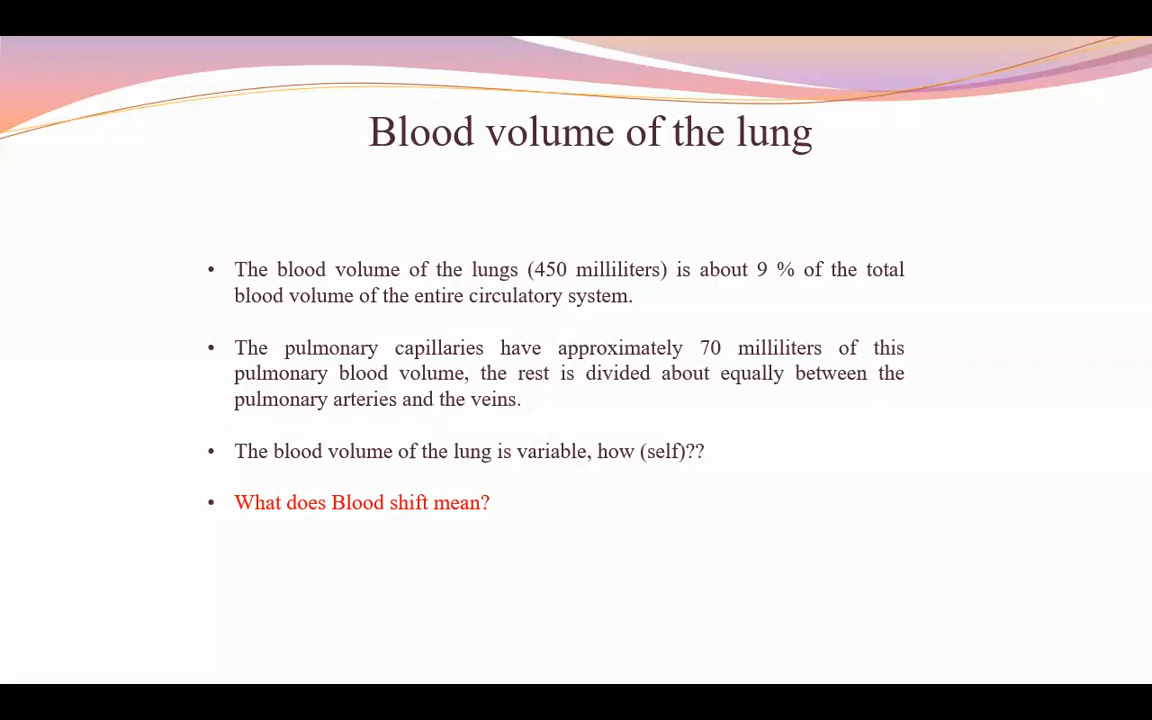 Blood volume of the lung
• The blood volume of the lungs (450 milliliters) is about 9 % of the total
blood volume of the entire circulatory system.
• The pulmonary capillaries have approximately 70 milliliters of this
pulmonary blood volume, the rest is divided about equally between the
pulmonary arteries and the veins.
• The blood volume of the lung is variable, how (self)??
• What does Blood shift mean?